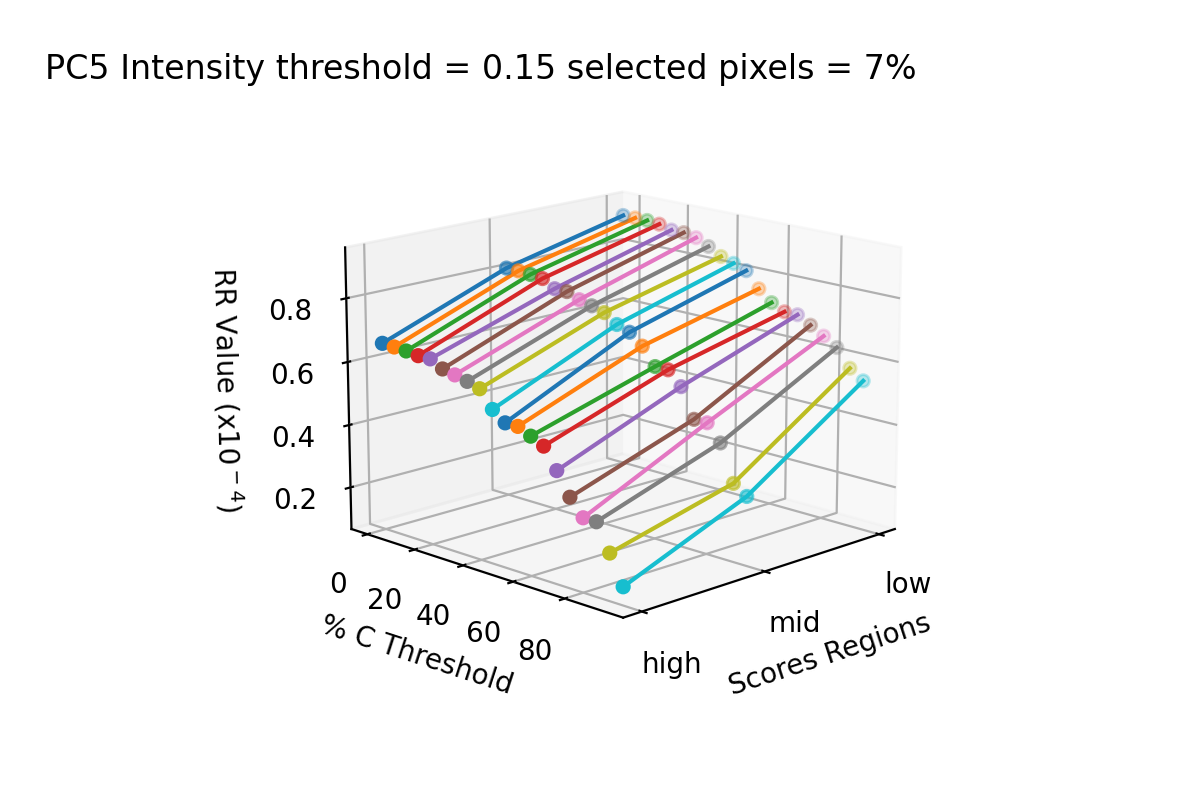 PC5 Intensity threshold = 0.15 selected pixels = 7%
RR Value (x10⁻⁴)
0.8
0.6
0.4
0.2
0
20
40
60
80
% C Threshold
high
mid
low
Scores Regions